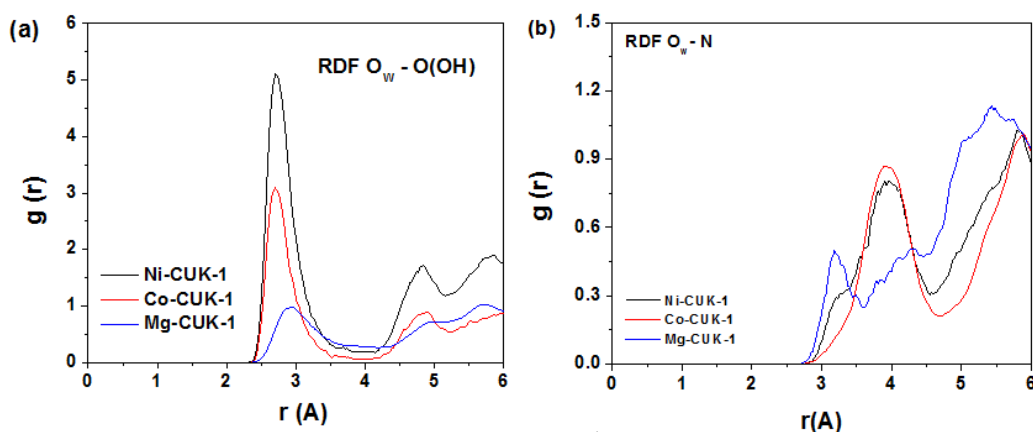 (a)
RDF Ow - O(OH)
g (r)
6
5
4
3
2
1
0
Ni-CUK-1
Co-CUK-1
Mg-CUK-1
0 1 2 3 4 5 6
r (A)
(b)
RDF Ow - N
g (r)
1.5
1.2
0.9
0.6
0.3
0.0
Ni-CUK-1
Co-CUK-1
Mg-CUK-1
0 1 2 3 4 5 6
r(A)